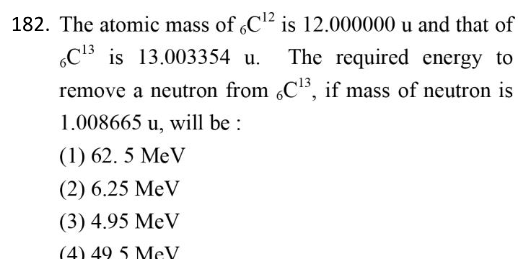 182. The atomic mass of ₆C¹² is 12.000000 u and that of
₆C¹³ is 13.003354 u. The required energy to
remove a neutron from ₆C¹³, if mass of neutron is
1.008665 u, will be :
(1) 62. 5 MeV
(2) 6.25 MeV
(3) 4.95 MeV
(4) 49 5 MeV